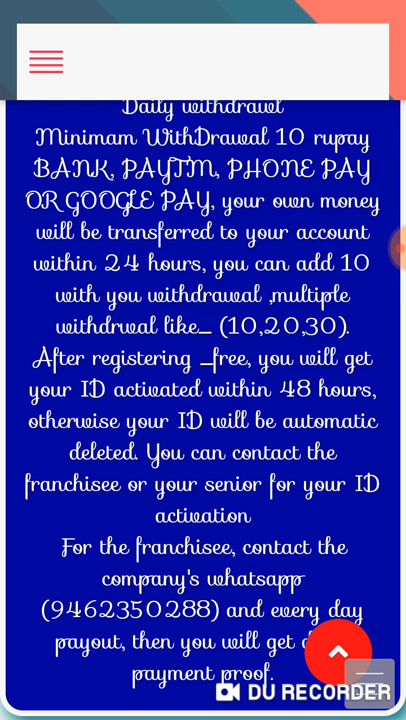 Daily withdrawl
Minimam WithDrawal 10 rupay
BANK, PAYTM, PHONE PAY
OR GOOGLE PAY, your own money
will be transferred to your account
within 24 hours, you can add 10
with you withdrawal ,multiple
withdrwal like_ (10,20,30).
After registering _free, you will get
your ID activated within 48 hours,
otherwise your ID will be automatic
deleted. You can contact the
franchisee or your senior for your ID
activation
For the franchisee, contact the
company's whatsapp
(9462350288) and every day
payout, then you will get
payment proof.
DU RECORDER